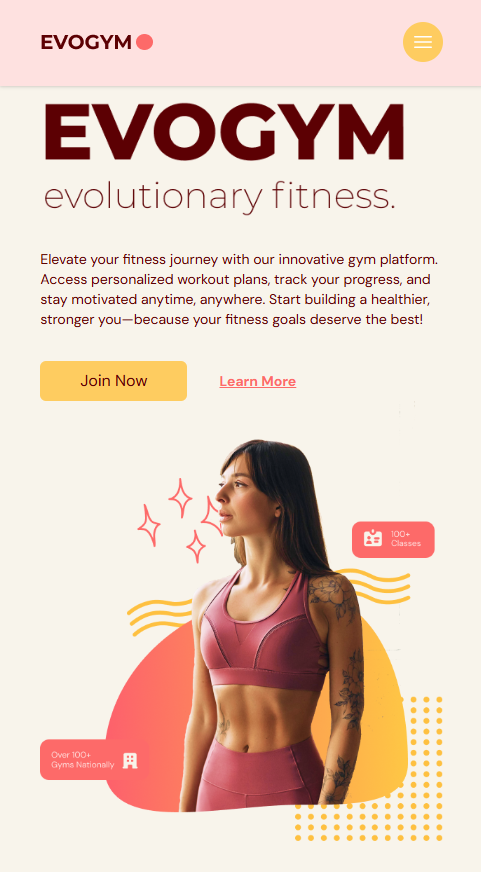 EVOGYM
EVOGYM
evolutionary fitness.
Elevate your fitness journey with our innovative gym platform.
Access personalized workout plans, track your progress, and
stay motivated anytime, anywhere. Start building a healthier,
stronger you—because your fitness goals deserve the best!
Join Now
Learn More
100+
Classes
Over 100+
Gyms Nationally